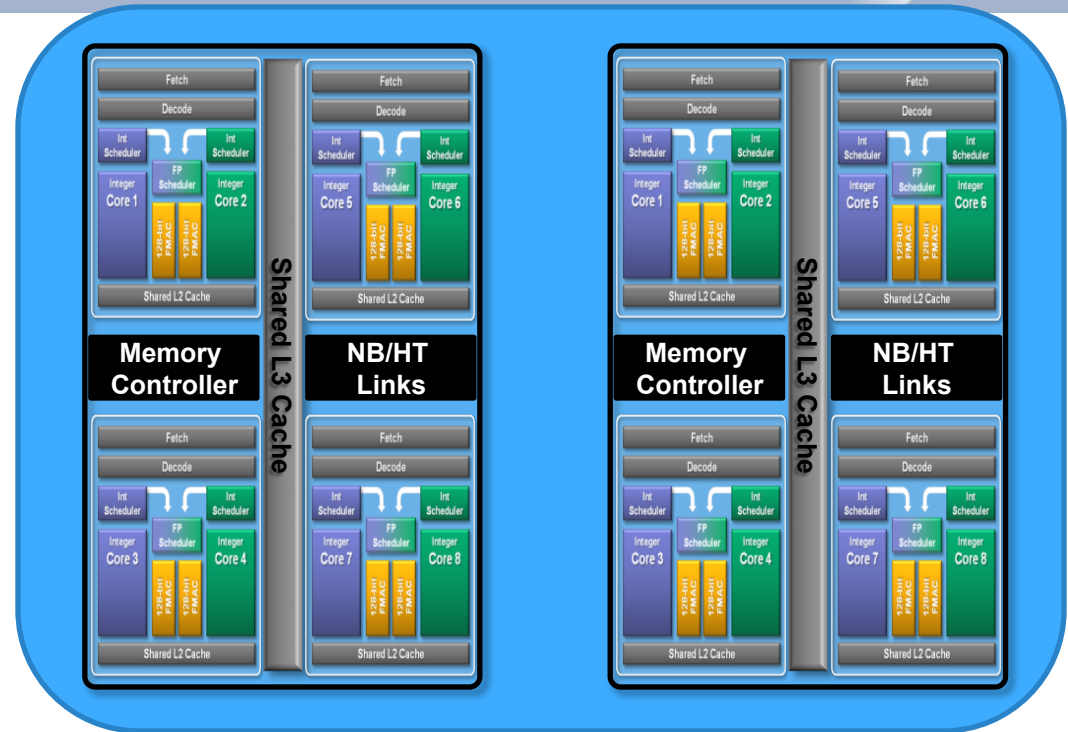 Fetch
Decode
Int
Scheduler
Int
Scheduler
FP
Scheduler
Integer
Core 1
Integer
Core 2
128-bit
FMAC
128-bit
FMAC
Shared L2 Cache
Fetch
Decode
Int
Scheduler
Int
Scheduler
FP
Scheduler
Integer
Core 5
Integer
Core 6
128-bit
FMAC
128-bit
FMAC
Shared L2 Cache
Shared L3 Cache
Memory
Controller
NB/HT
Links
Fetch
Decode
Int
Scheduler
Int
Scheduler
FP
Scheduler
Integer
Core 3
Integer
Core 4
128-bit
FMAC
128-bit
FMAC
Shared L2 Cache
Fetch
Decode
Int
Scheduler
Int
Scheduler
FP
Scheduler
Integer
Core 7
Integer
Core 8
128-bit
FMAC
128-bit
FMAC
Shared L2 Cache
Fetch
Decode
Int
Scheduler
Int
Scheduler
FP
Scheduler
Integer
Core 1
Integer
Core 2
128-bit
FMAC
128-bit
FMAC
Shared L2 Cache
Fetch
Decode
Int
Scheduler
Int
Scheduler
FP
Scheduler
Integer
Core 5
Integer
Core 6
128-bit
FMAC
128-bit
FMAC
Shared L2 Cache
Shared L3 Cache
Memory
Controller
NB/HT
Links
Fetch
Decode
Int
Scheduler
Int
Scheduler
FP
Scheduler
Integer
Core 3
Integer
Core 4
128-bit
FMAC
128-bit
FMAC
Shared L2 Cache
Fetch
Decode
Int
Scheduler
Int
Scheduler
FP
Scheduler
Integer
Core 7
Integer
Core 8
128-bit
FMAC
128-bit
FMAC
Shared L2 Cache